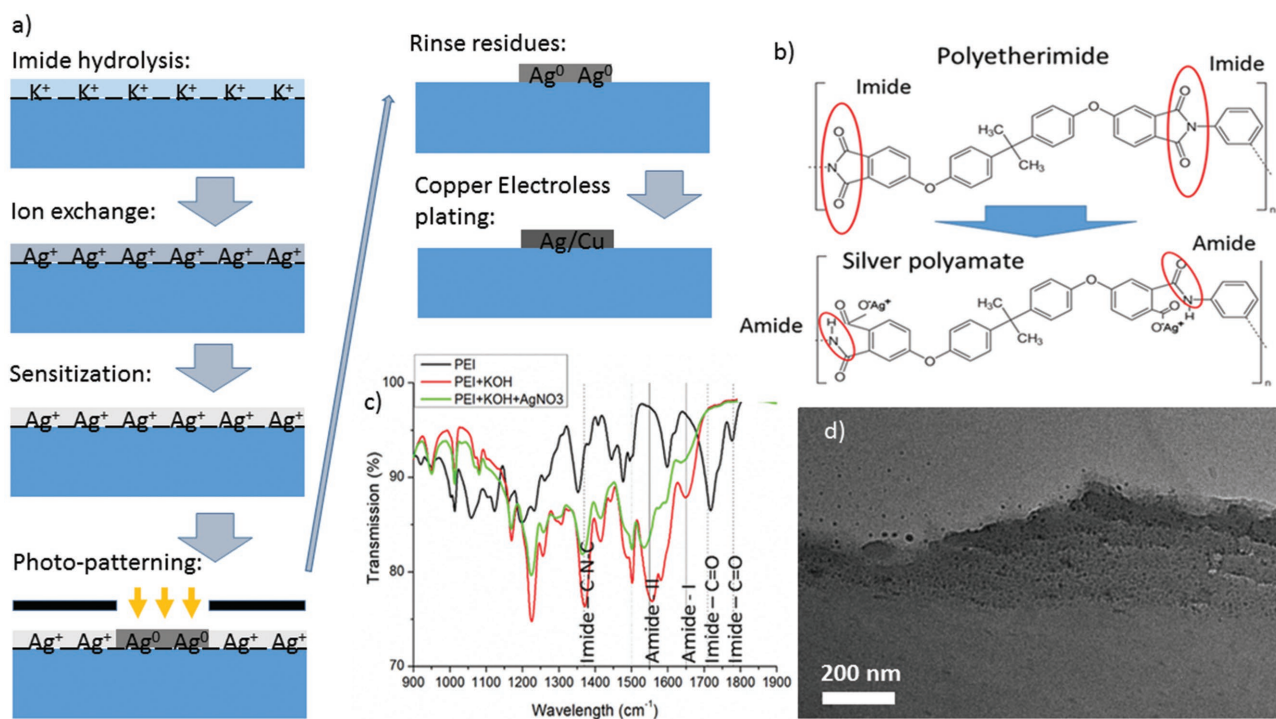 a)
Imide hydrolysis:
K⁺ K⁺ K⁺ K⁺ K⁺ K⁺
Ion exchange:
Ag⁺ Ag⁺ Ag⁺ Ag⁺ Ag⁺ Ag⁺
Sensitization:
Ag⁺ Ag⁺ Ag⁺ Ag⁺ Ag⁺ Ag⁺
Photo-patterning:
Ag⁺ Ag⁺ Ag⁰ Ag⁰ Ag⁺ Ag⁺
Rinse residues:
Ag⁰ Ag⁰
Copper Electroless
plating:
Ag/Cu
b)
Polyetherimide
Imide
Imide
O
O
O
O
N
N
O
O
H₃C
CH₃
n
Silver polyamate
Amide
Amide
O
O⁻Ag⁺
H
N
O
O
H₃C
CH₃
O
O
N
H
O
O⁻Ag⁺
n
c)
PEI
PEI+KOH
PEI+KOH+AgNO3
Transmission (%)
100
90
80
70
Imide – C-N-C
Amide - II
Amide - I
Imide – C=O
Imide – C=O
900 1000 1100 1200 1300 1400 1500 1600 1700 1800 1900
Wavelength (cm⁻¹)
d)
200 nm